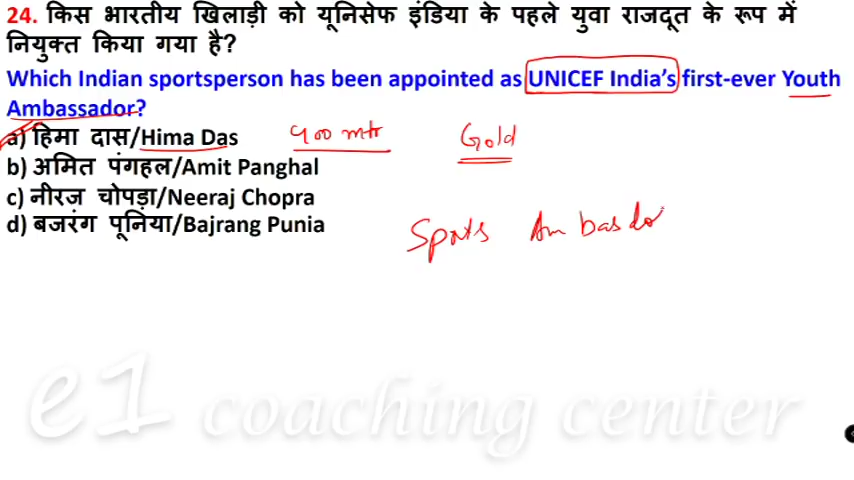 24. किस भारतीय खिलाड़ी को यूनिसेफ इंडिया के पहले युवा राजदूत के रूप में
नियुक्त किया गया है?
Which Indian sportsperson has been appointed as UNICEF India's first-ever Youth
Ambassador?
a) हिमा दास/Hima Das 400 mtr Gold
b) अमित पंगहल/Amit Panghal
c) नीरज चोपड़ा/Neeraj Chopra
d) बजरंग पूनिया/Bajrang Punia
Sports Ambasdo
e1 coaching center